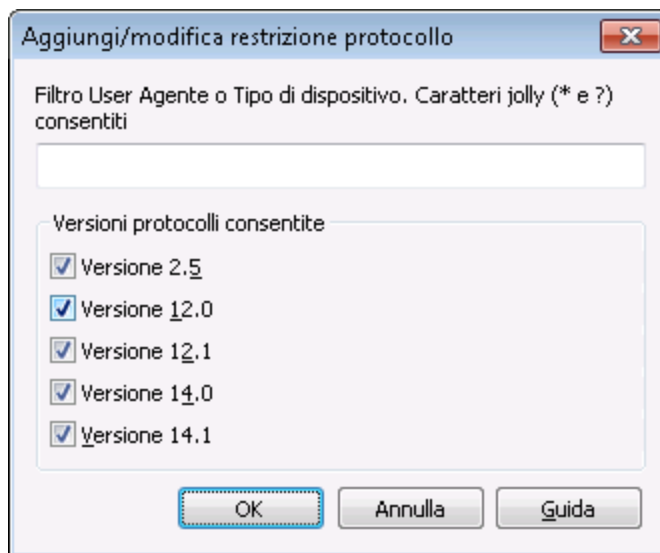 Aggiungi/modifica restrizione protocollo
Filtro User Agente o Tipo di dispositivo. Caratteri jolly (* e ?)
consentiti
Versioni protocolli consentite
Versione 2.5
Versione 12.0
Versione 12.1
Versione 14.0
Versione 14.1
OK Annulla Guida